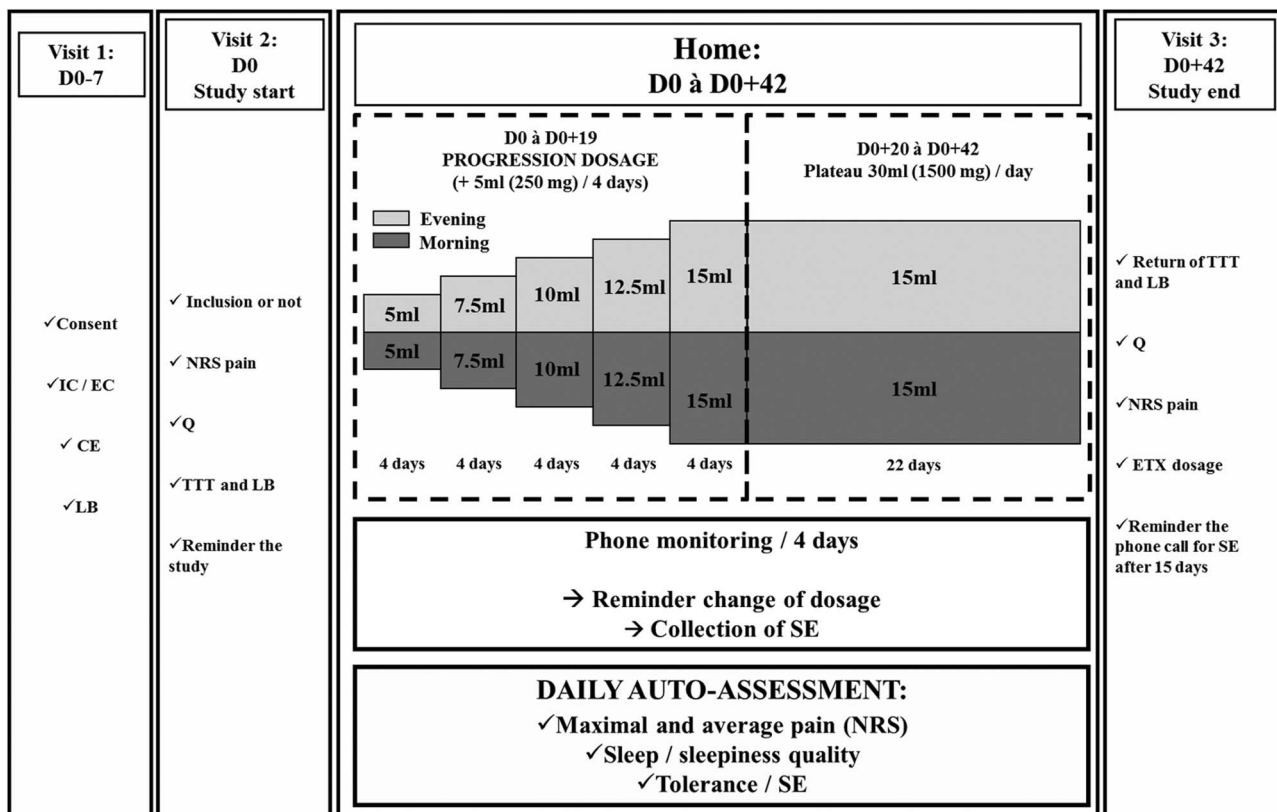 Visit 1:
D0-7
✓Consent
✓IC / EC
✓ CE
✓LB
Visit 2:
D0
Study start
✓ Inclusion or not
✓ NRS pain
✓Q
✓TTT and LB
✓Reminder the
study
Home:
D0 à D0+42
D0 à D0+19
PROGRESSION DOSAGE
(+ 5ml (250 mg) / 4 days)
Evening
Morning
D0+20 à D0+42
Plateau 30ml (1500 mg) / day
5ml
7.5ml
10ml
12.5ml
15ml
15ml
5ml
7.5ml
10ml
12.5ml
15ml
15ml
4 days
4 days
4 days
4 days
4 days
22 days
Phone monitoring / 4 days
→ Reminder change of dosage
→ Collection of SE
DAILY AUTO-ASSESSMENT:
✓Maximal and average pain (NRS)
✓Sleep / sleepiness quality
✓Tolerance / SE
Visit 3:
D0+42
Study end
✓ Return of TTT
and LB
✓ Q
✓NRS pain
✓ ETX dosage
✓Reminder the
phone call for SE
after 15 days